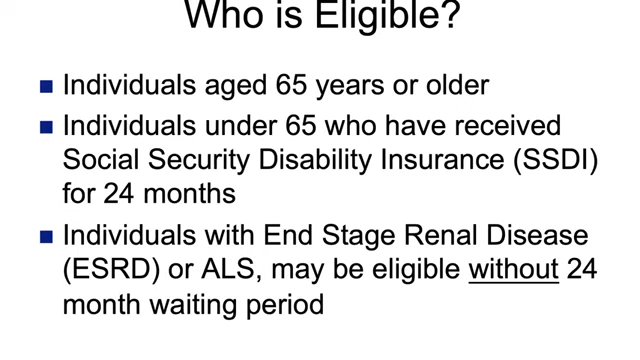 Who is Eligible?
Individuals aged 65 years or older
Individuals under 65 who have received
Social Security Disability Insurance (SSDI)
for 24 months
Individuals with End Stage Renal Disease
(ESRD) or ALS, may be eligible without 24
month waiting period